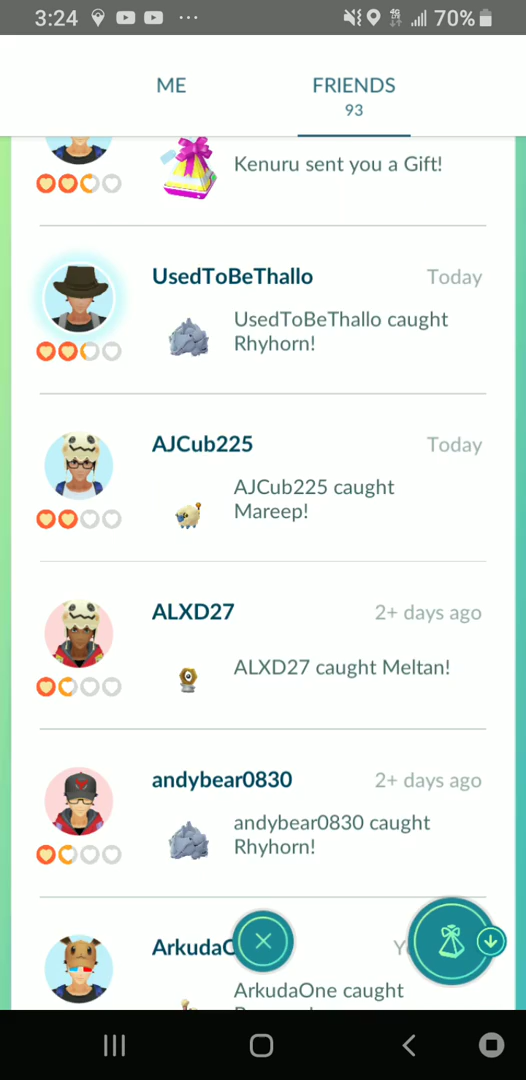 3:24 70%
ME FRIENDS
93
Kenuru sent you a Gift!
UsedToBeThallo Today
UsedToBeThallo caught
Rhyhorn!
AJCub225 Today
AJCub225 caught
Mareep!
ALXD27 2+ days ago
ALXD27 caught Meltan!
andybear0830 2+ days ago
andybear0830 caught
Rhyhorn!
ArkudaOne caught